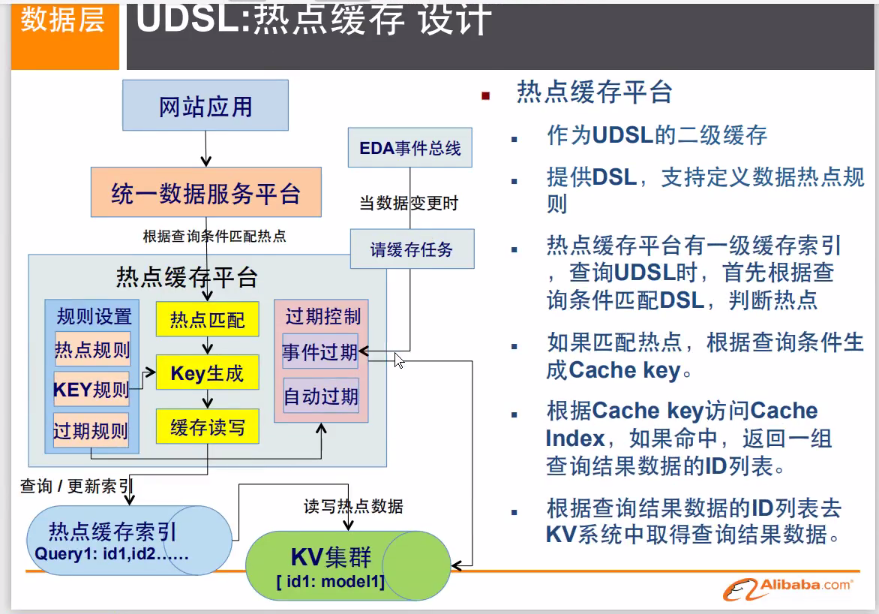 数据层
UDSL:热点缓存 设计
网站应用
统一数据服务平台
根据查询条件匹配热点
EDA事件总线
当数据变更时
请缓存任务
热点缓存平台
规则设置
热点规则
KEY规则
过期规则
热点匹配
Key生成
缓存读写
过期控制
事件过期
自动过期
查询 / 更新索引
热点缓存索引
Query1: id1,id2......
读写热点数据
KV集群
[ id1: model1]
热点缓存平台
作为UDSL的二级缓存
提供DSL，支持定义数据热点规
则
热点缓存平台有一级缓存索引
，查询UDSL时，首先根据查
询条件匹配DSL，判断热点
如果匹配热点，根据查询条件生
成Cache key。
根据Cache key访问Cache
Index，如果命中，返回一组
查询结果数据的ID列表。
根据查询结果数据的ID列表去
KV系统中取得查询结果数据。
Alibaba.com